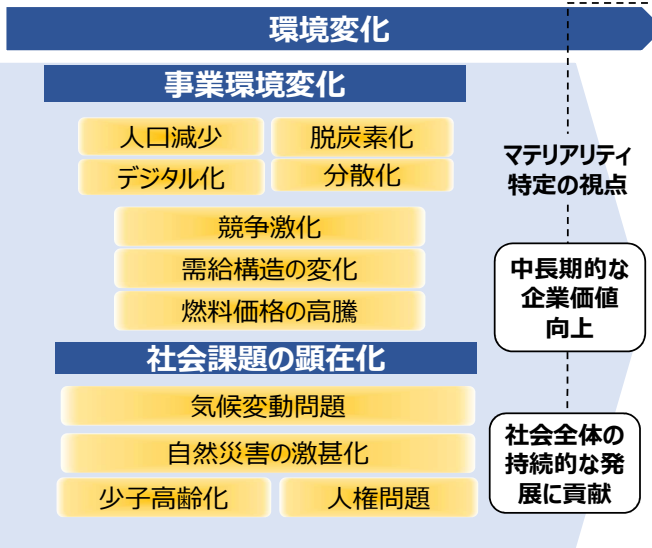 環境変化
事業環境変化
人口減少
脱炭素化
デジタル化
分散化
競争激化
需給構造の変化
燃料価格の高騰
社会課題の顕在化
気候変動問題
自然災害の激甚化
少子高齢化
人権問題
マテリアリティ
特定の視点
中長期的な
企業価値
向上
社会全体の
持続的な発
展に貢献